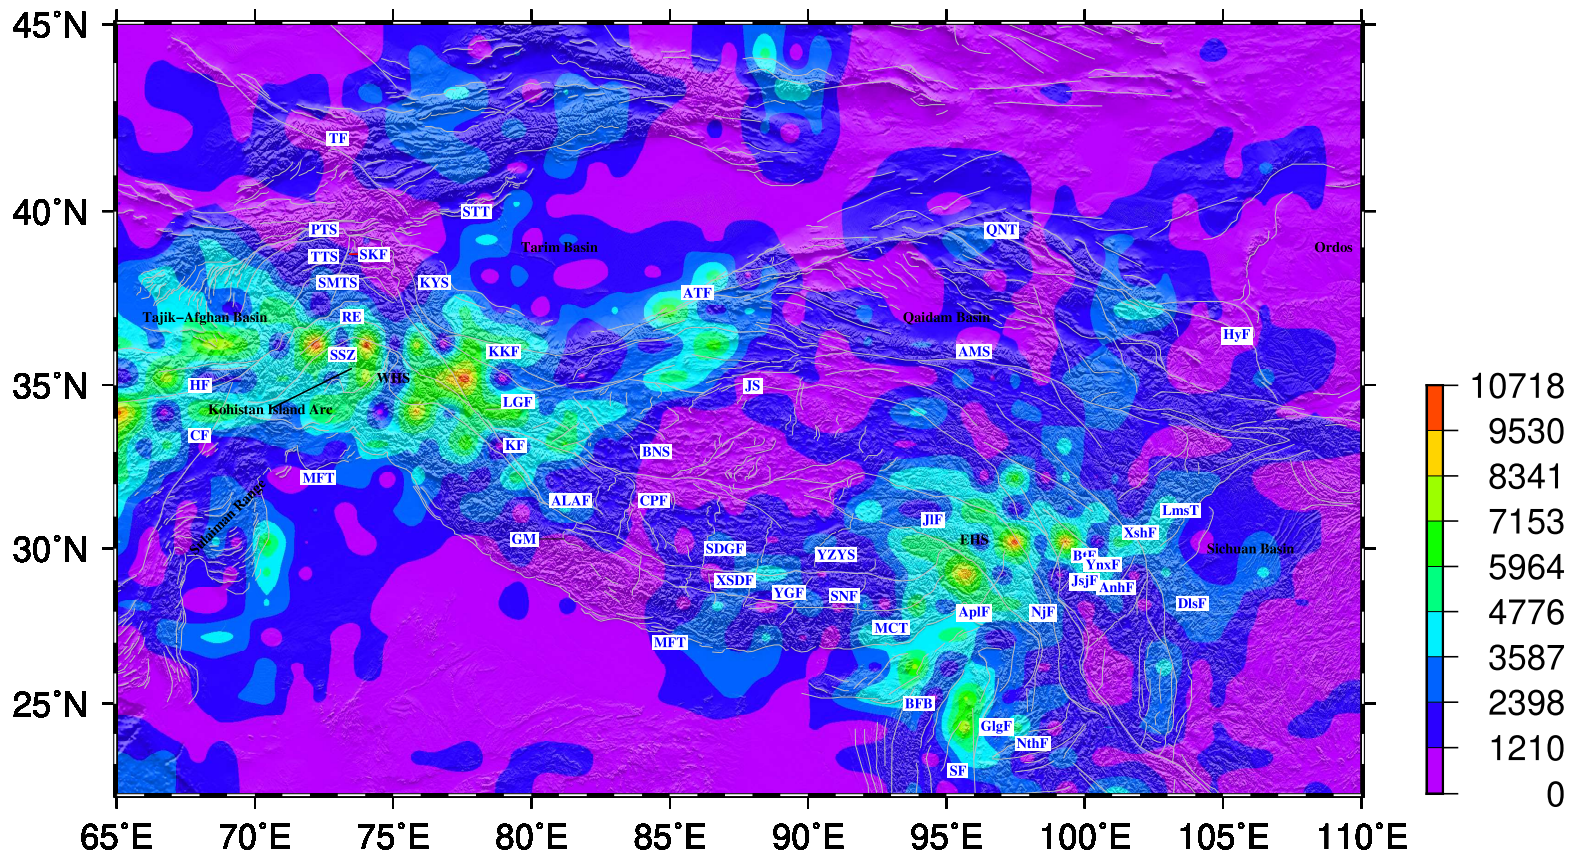 45°N
TF
40°N
STT
PTS
QNT
Tarim Basin
Ordos
TTS
SKF
SMTS
KYS
ATF
Tajik–Afghan Basin
RE
Qaidam Basin
HyF
KKF
SSZ
AMS
35°N
HF
WHS
JS
10718
LGF
Kohistan Island Arc
9530
CF
KF
BNS
8341
MFT
Sulaiman Range
ALAF
CPF
LmsT
7153
JlF
XshF
30°N
GM
SDGF
YZYS
EHS
BtF
Sichuan Basin
YnxF
5964
XSDF
JsjF
AnhF
YGF
SNF
DlsF
4776
AplF
NjF
MCT
MFT
3587
25°N
BFB
2398
GlgF
NthF
1210
SF
0
65°E 70°E 75°E 80°E 85°E 90°E 95°E 100°E 105°E 110°E